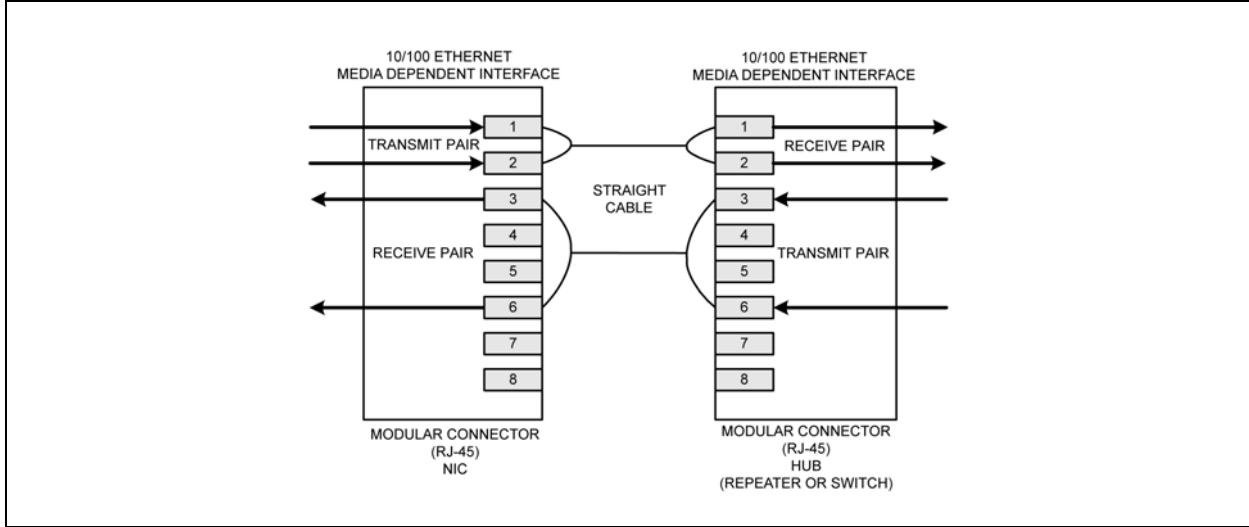 10/100 ETHERNET
MEDIA DEPENDENT INTERFACE
1
TRANSMIT PAIR
2
3
4
RECEIVE PAIR
5
6
7
8
MODULAR CONNECTOR
(RJ-45)
NIC
STRAIGHT
CABLE
10/100 ETHERNET
MEDIA DEPENDENT INTERFACE
1
RECEIVE PAIR
2
3
4
TRANSMIT PAIR
5
6
7
8
MODULAR CONNECTOR
(RJ-45)
HUB
(REPEATER OR SWITCH)